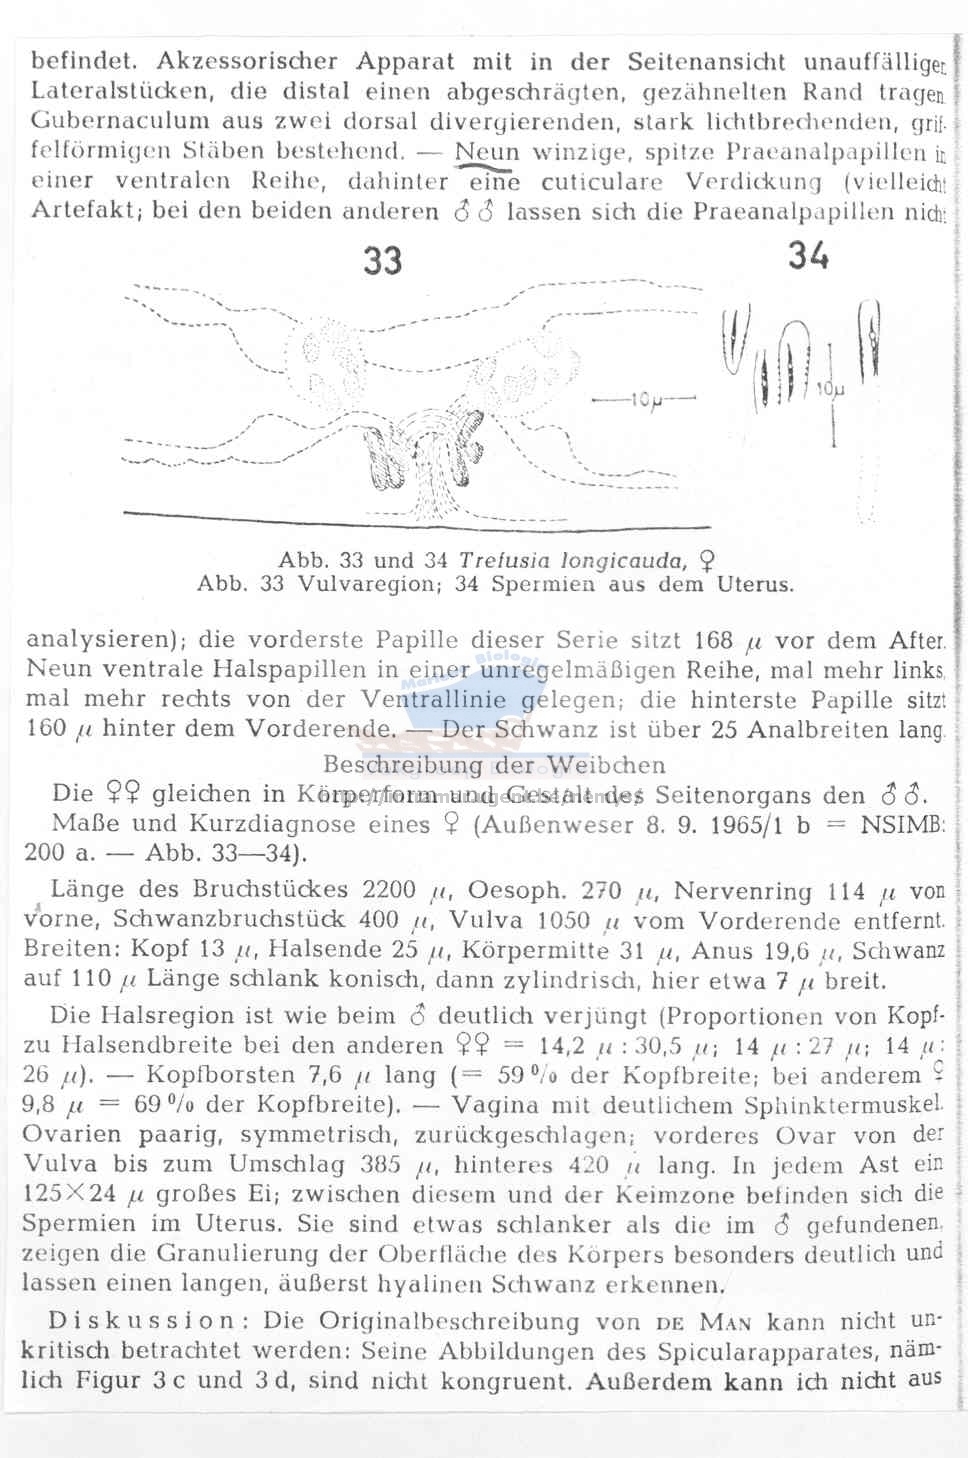 befindet. Akzessorischer Apparat mit in der Seitenansicht unauffälligen
Lateralstücken, die distal einen abgeschrägten, gezähnelten Rand tragen
Gubernaculum aus zwei dorsal divergierenden, stark lichtbrechenden, grif-
felförmigen Stäben bestehend. — Neun winzige, spitze Praeanalpapillen in
einer ventralen Reihe, dahinter eine cuticulare Verdickung (vielleicht
Artefakt; bei den beiden anderen ♂♂ lassen sich die Praeanalpapillen nicht
33
34
10μ
10μ
Abb. 33 und 34 Trefusia longicauda, ♀
Abb. 33 Vulvaregion; 34 Spermien aus dem Uterus.
analysieren); die vorderste Papille dieser Serie sitzt 168 μ vor dem After.
Neun ventrale Halspapillen in einer unregelmäßigen Reihe, mal mehr links,
mal mehr rechts von der Ventrallinie gelegen; die hinterste Papille sitzt
160 μ hinter dem Vorderende. — Der Schwanz ist über 25 Analbreiten lang.
Beschreibung der Weibchen
Die ♀♀ gleichen in Körperform und Gestalt des Seitenorgans den ♂♂.
Maße und Kurzdiagnose eines ♀ (Außenweser 8. 9. 1965/1 b = NSIMB:
200 a. — Abb. 33—34).
Länge des Bruchstückes 2200 μ, Oesoph. 270 μ, Nervenring 114 μ von
vorne, Schwanzbruchstück 400 μ, Vulva 1050 μ vom Vorderende entfernt.
Breiten: Kopf 13 μ, Halsende 25 μ, Körpermitte 31 μ, Anus 19,6 μ, Schwanz
auf 110 μ Länge schlank konisch, dann zylindrisch, hier etwa 7 μ breit.
Die Halsregion ist wie beim ♂ deutlich verjüngt (Proportionen von Kopf-
zu Halsendbreite bei den anderen ♀♀ = 14,2 μ : 30,5 μ; 14 μ : 27 μ; 14 μ :
26 μ). — Kopfborsten 7,6 μ lang (= 59 % der Kopfbreite; bei anderem ♀
9,8 μ = 69 % der Kopfbreite). — Vagina mit deutlichem Sphinktermuskel.
Ovarien paarig, symmetrisch, zurückgeschlagen; vorderes Ovar von der
Vulva bis zum Umschlag 385 μ, hinteres 420 μ lang. In jedem Ast ein
125×24 μ großes Ei; zwischen diesem und der Keimzone befinden sich die
Spermien im Uterus. Sie sind etwas schlanker als die im ♂ gefundenen,
zeigen die Granulierung der Oberfläche des Körpers besonders deutlich und
lassen einen langen, äußerst hyalinen Schwanz erkennen.
Diskussion: Die Originalbeschreibung von DE MAN kann nicht un-
kritisch betrachtet werden: Seine Abbildungen des Spicularapparates, näm-
lich Figur 3 c und 3 d, sind nicht kongruent. Außerdem kann ich nicht aus